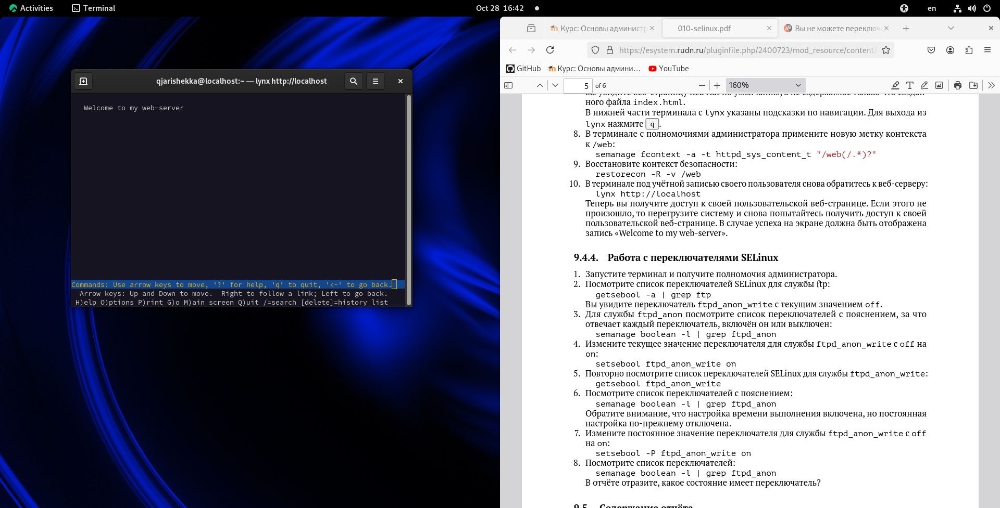 Activities
Terminal
Oct 28 16:42
en
qjarishekka@localhost:~ — lynx http://localhost
Welcome to my web-server
Commands: Use arrow keys to move, '?' for help, 'q' to quit, '<-' to go back.
Arrow keys: Up and Down to move.  Right to follow a link; Left to go back.
H)elp O)ptions P)rint G)o M)ain screen Q)uit /=search [delete]=history list
Курс: Основы администр
010-selinux.pdf
Вы не можете переключ
https://esystem.rudn.ru/pluginfile.php/2400723/mod_resource/content/
GitHub
Курс: Основы админи…
YouTube
5 of 6
160%
ного файла index.html.
В нижней части терминала с lynx указаны подсказки по навигации. Для выхода из
lynx нажмите q .
8. В терминале с полномочиями администратора примените новую метку контекста
к /web:
semanage fcontext -a -t httpd_sys_content_t "/web(/.*)?"
9. Восстановите контекст безопасности:
restorecon -R -v /web
10. В терминале под учётной записью своего пользователя снова обратитесь к веб-серверу:
lynx http://localhost
Теперь вы получите доступ к своей пользовательской веб-странице. Если этого не
произошло, то перегрузите систему и снова попытайтесь получить доступ к своей
пользовательской веб-странице. В случае успеха на экране должна быть отображена
запись «Welcome to my web-server».
9.4.4. Работа с переключателями SELinux
1. Запустите терминал и получите полномочия администратора.
2. Посмотрите список переключателей SELinux для службы ftp:
getsebool -a | grep ftp
Вы увидите переключатель ftpd_anon_write с текущим значением off.
3. Для службы ftpd_anon посмотрите список переключателей с пояснением, за что
отвечает каждый переключатель, включён он или выключен:
semanage boolean -l | grep ftpd_anon
4. Измените текущее значение переключателя для службы ftpd_anon_write с off на
on:
setsebool ftpd_anon_write on
5. Повторно посмотрите список переключателей SELinux для службы ftpd_anon_write:
getsebool ftpd_anon_write
6. Посмотрите список переключателей с пояснением:
semanage boolean -l | grep ftpd_anon
Обратите внимание, что настройка времени выполнения включена, но постоянная
настройка по-прежнему отключена.
7. Измените постоянное значение переключателя для службы ftpd_anon_write с off
на on:
setsebool -P ftpd_anon_write on
8. Посмотрите список переключателей:
semanage boolean -l | grep ftpd_anon
В отчёте отразите, какое состояние имеет переключатель?
9.5. Содержание отчёта